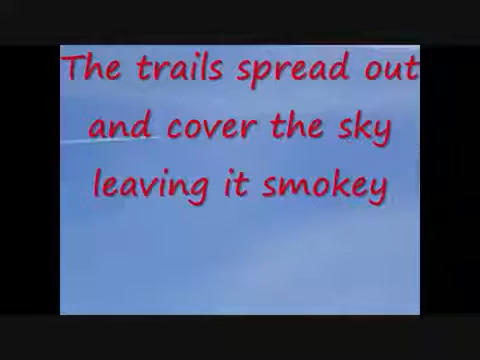 The trails spread out
and cover the sky
leaving it smokey